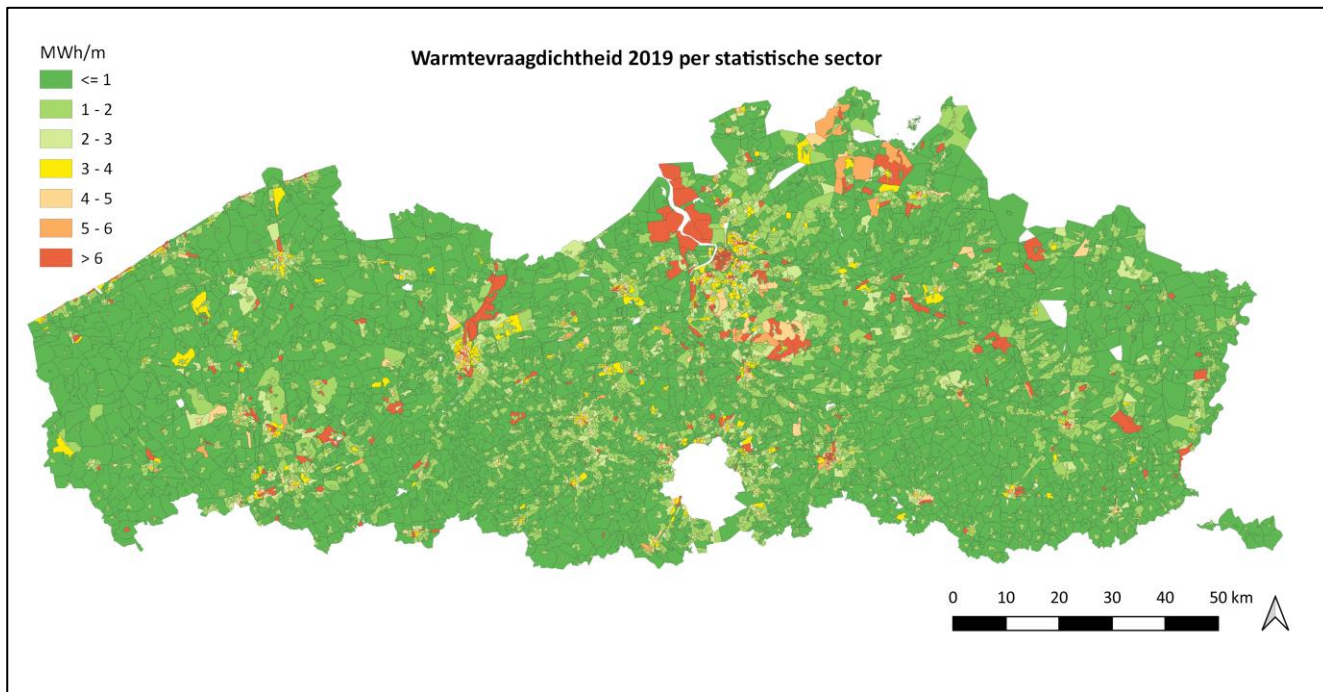 Warmtevraagdichtheid 2019 per statistische sector
MWh/m
<= 1
1 - 2
2 - 3
3 - 4
4 - 5
5 - 6
> 6
0 10 20 30 40 50 km